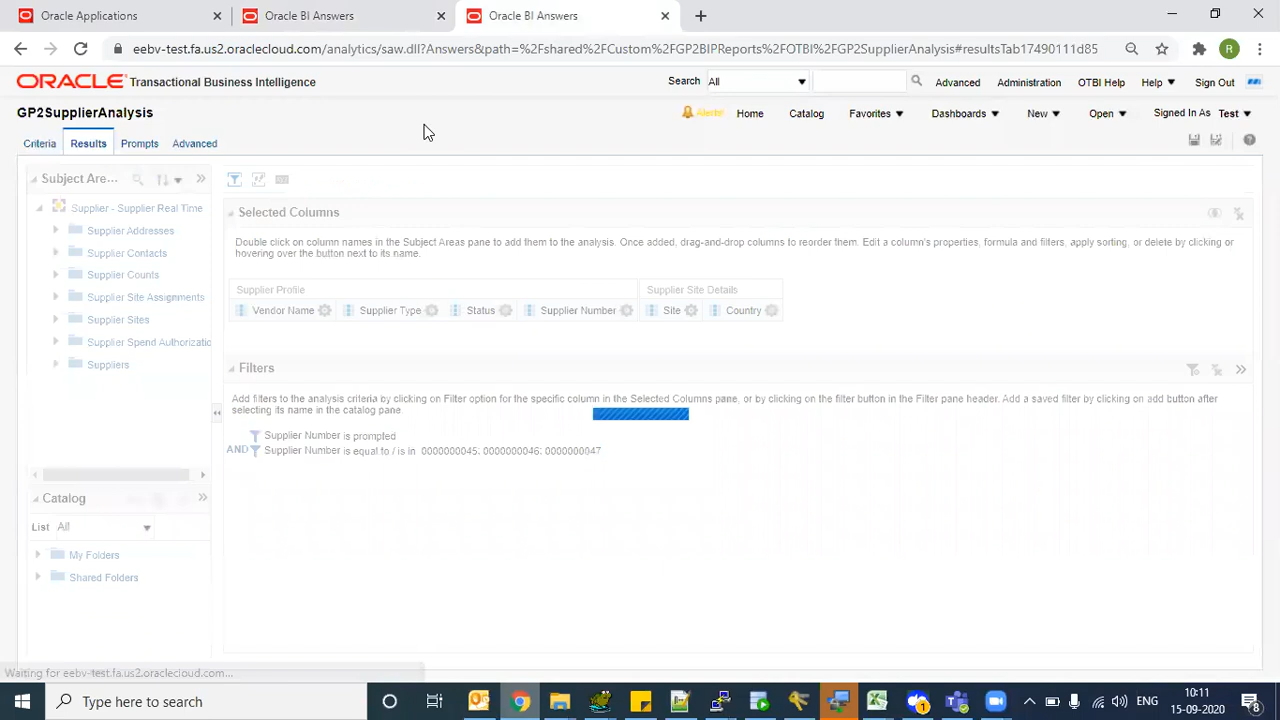 Oracle Applications
Oracle BI Answers
Oracle BI Answers
eebv-test.fa.us2.oraclecloud.com/analytics/saw.dll?Answers&path=%2Fshared%2FCustom%2FGP2BIPReports%2FOTBI%2FGP2SupplierAnalysis#resultsTab17490111d85
R
ORACLE Transactional Business Intelligence
Search All
Advanced Administration OTBI Help Help Sign Out
GP2SupplierAnalysis
Alerts! Home Catalog Favorites Dashboards New Open Signed In As Test
Criteria Results Prompts Advanced
Subject Are...
Supplier - Supplier Real Time
Supplier Addresses
Supplier Contacts
Supplier Counts
Supplier Site Assignments
Supplier Sites
Supplier Spend Authorizatio
Suppliers
Catalog
List All
My Folders
Shared Folders
Selected Columns
Double click on column names in the Subject Areas pane to add them to the analysis. Once added, drag-and-drop columns to reorder them. Edit a column's properties, formula and filters, apply sorting, or delete by clicking or
hovering over the button next to its name.
Supplier Profile Supplier Site Details
Vendor Name Supplier Type Status Supplier Number Site Country
Filters
Add filters to the analysis criteria by clicking on Filter option for the specific column in the Selected Columns pane, or by clicking on the filter button in the Filter pane header. Add a saved filter by clicking on add button after
selecting its name in the catalog pane.
Supplier Number is prompted
AND Supplier Number is equal to / is in 0000000045; 0000000046; 0000000047
Waiting for eebv-test.fa.us2.oraclecloud.com...
Type here to search
1
ENG
10:11
15-09-2020
8